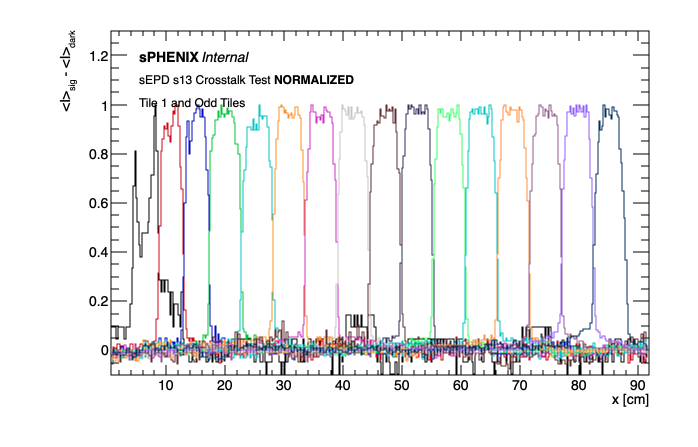 <I>sig - <I>dark
sPHENIX Internal
sEPD s13 Crosstalk Test NORMALIZED
Tile 1 and Odd Tiles
1.2
1
0.8
0.6
0.4
0.2
0
10 20 30 40 50 60 70 80 90
x [cm]